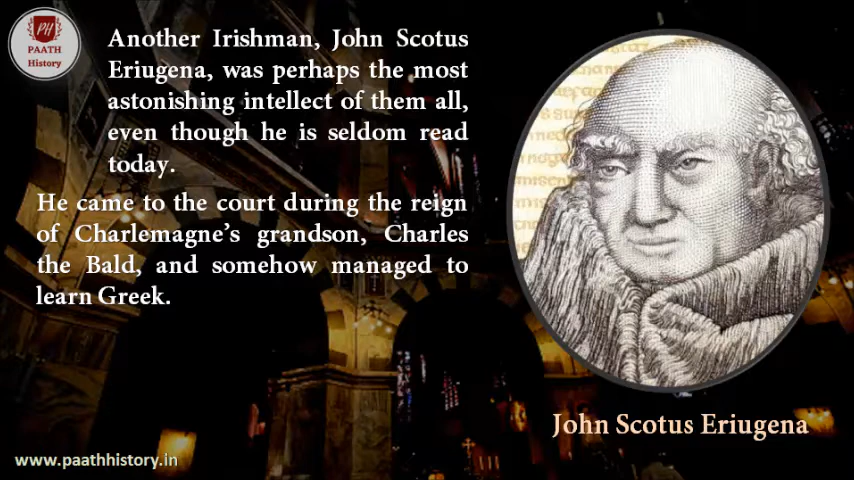 PH
PAATH
History
Another Irishman, John Scotus
Eriugena, was perhaps the most
astonishing intellect of them all,
even though he is seldom read
today.
He came to the court during the reign
of Charlemagne's grandson, Charles
the Bald, and somehow managed to
learn Greek.
John Scotus Eriugena
www.paathhistory.in